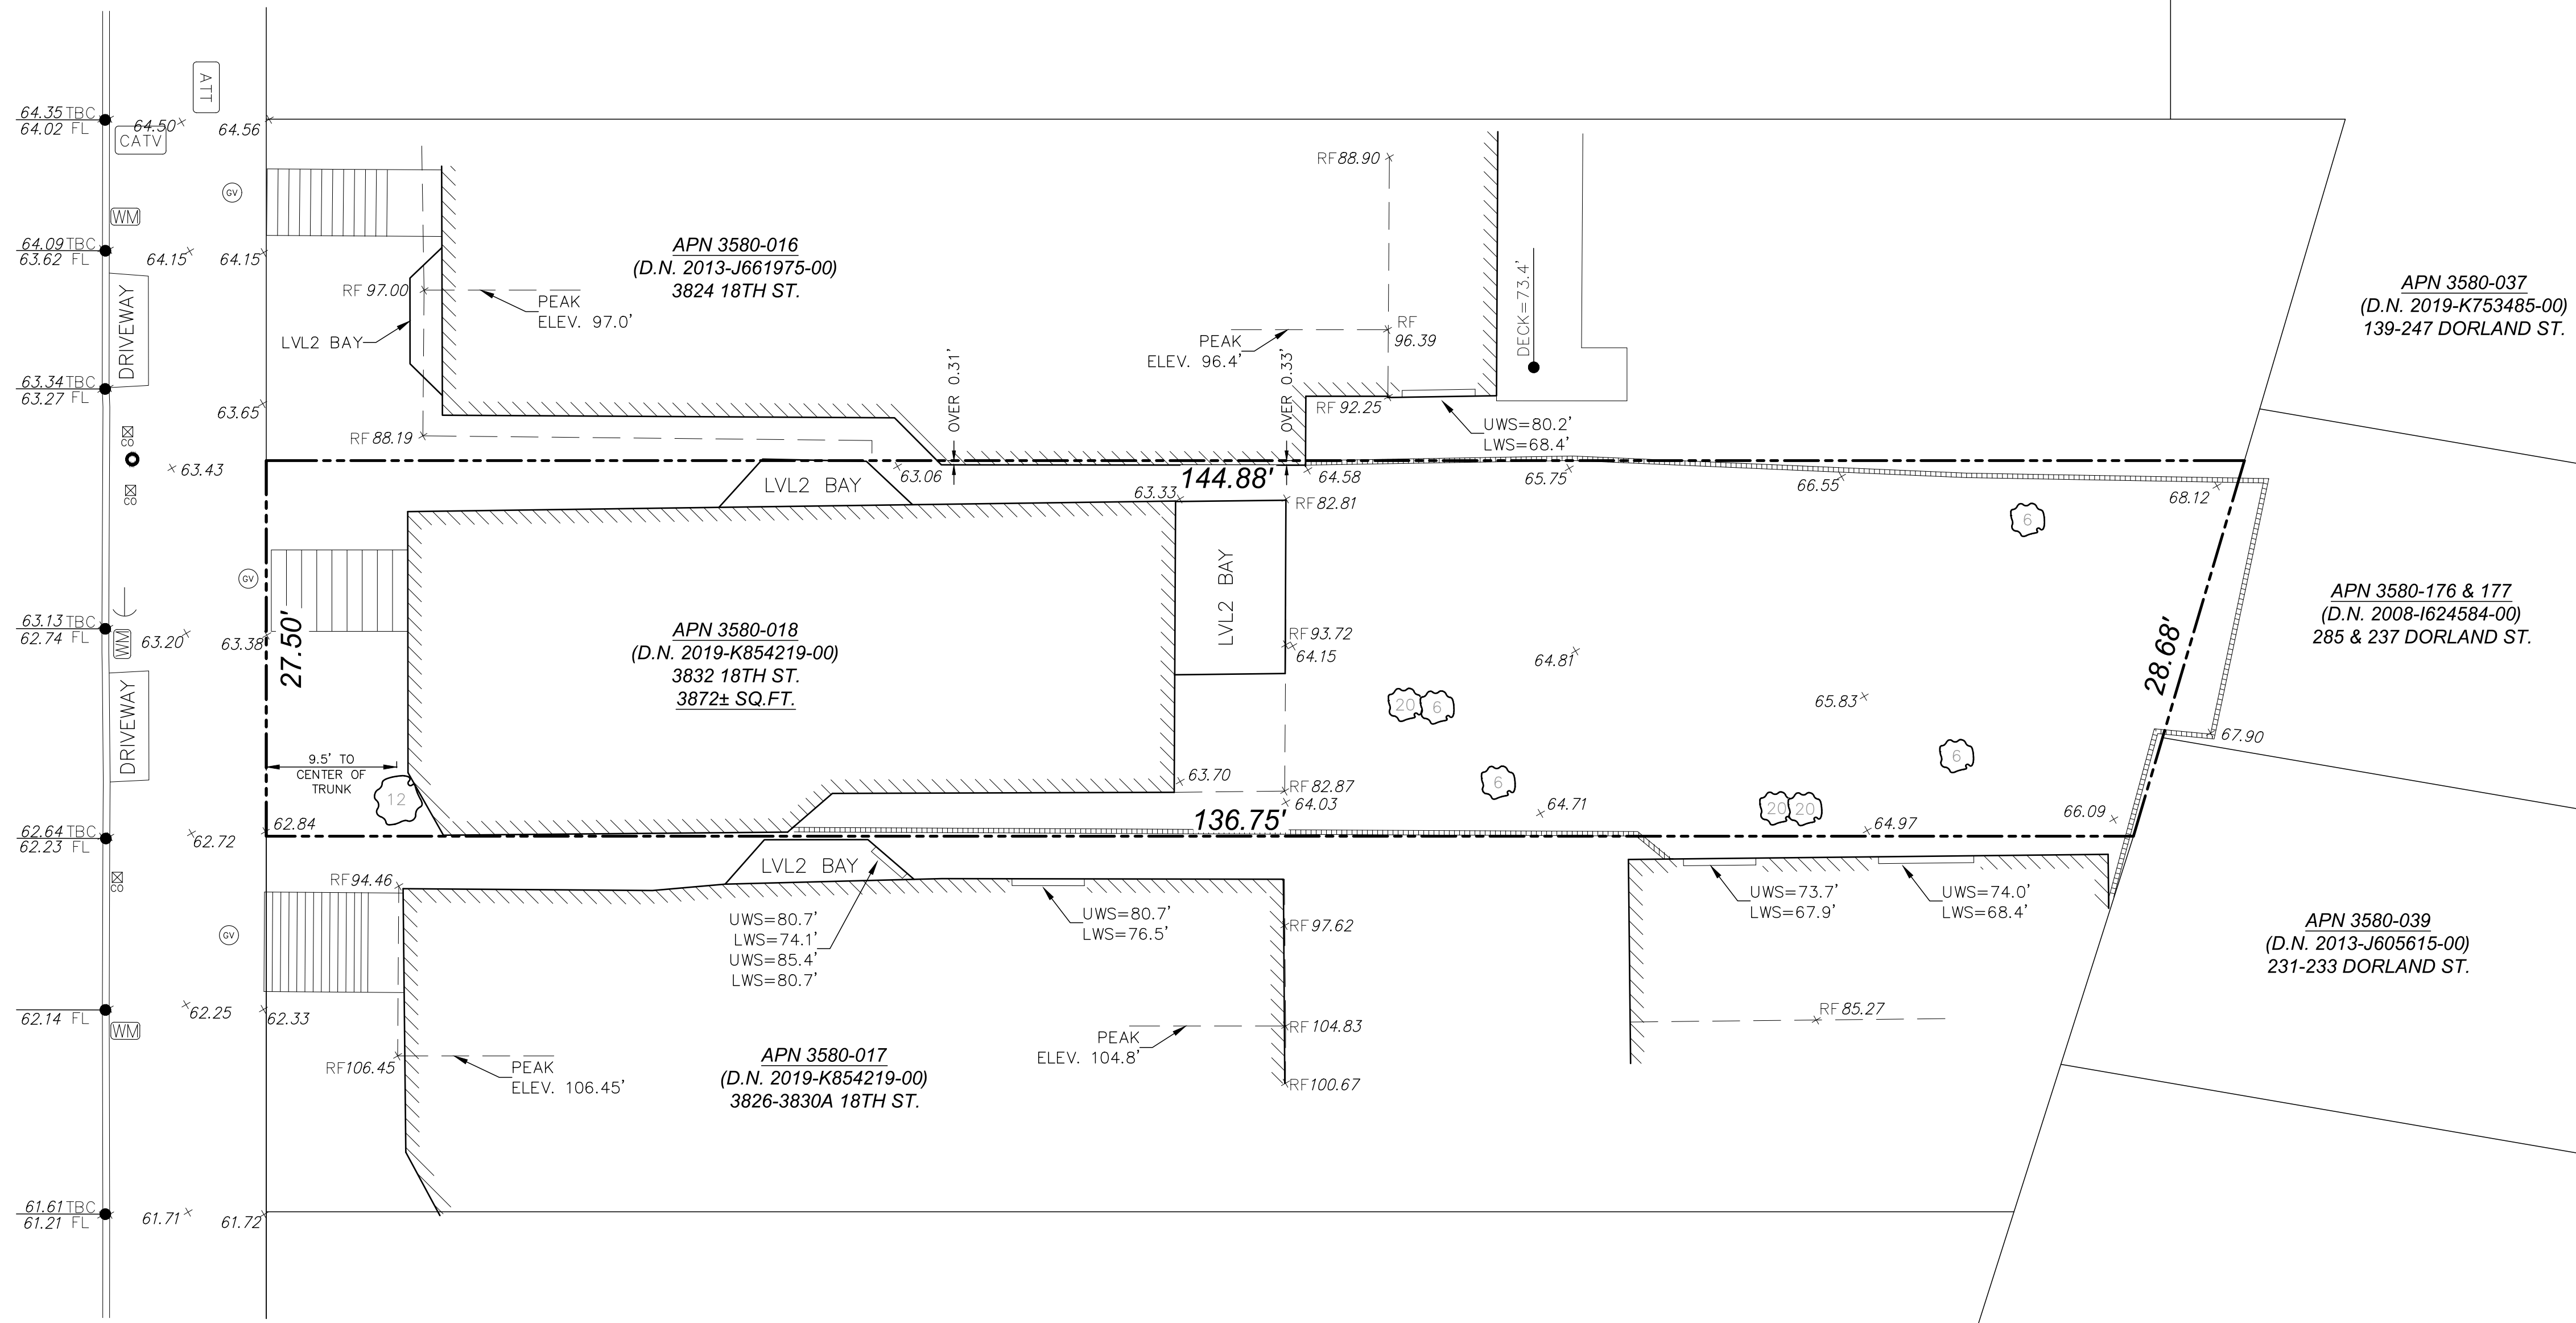 ATT
64.35 TBC
64.02 FL
64.50
64.56
CATV
GV
WM
64.09 TBC
63.62 FL
64.15
64.15
DRIVEWAY
63.34 TBC
63.27 FL
63.65
CO
63.43
CO
GV
63.13 TBC
62.74 FL
WM
63.20
63.38
27.50'
DRIVEWAY
9.5' TO
CENTER OF
TRUNK
12
62.64 TBC
62.23 FL
62.72
62.84
CO
GV
62.14 FL
62.25
62.33
WM
61.61 TBC
61.21 FL
61.71
61.72
APN 3580-016
(D.N. 2013-J661975-00)
3824 18TH ST.
RF 97.00
PEAK
ELEV. 97.0'
LVL2 BAY
RF 88.19
RF 88.90
RF
96.39
PEAK
ELEV. 96.4'
OVER 0.31'
OVER 0.33'
RF 92.25
UWS=80.2'
LWS=68.4'
DECK=73.4'
LVL2 BAY
63.06
144.88'
63.33
RF 82.81
64.58
65.75
66.55
68.12
6
LVL2 BAY
APN 3580-018
(D.N. 2019-K854219-00)
3832 18TH ST.
3872± SQ.FT.
RF 93.72
64.15
64.81
65.83
20
6
28.68'
67.90
63.70
RF 82.87
64.03
6
64.71
6
20
20
64.97
66.09
136.75'
LVL2 BAY
RF 94.46
UWS=80.7'
LWS=74.1'
UWS=85.4'
LWS=80.7'
UWS=80.7'
LWS=76.5'
RF 97.62
RF 104.83
PEAK
ELEV. 104.8'
RF 100.67
RF 106.45
PEAK
ELEV. 106.45'
APN 3580-017
(D.N. 2019-K854219-00)
3826-3830A 18TH ST.
UWS=73.7'
LWS=67.9'
UWS=74.0'
LWS=68.4'
RF 85.27
APN 3580-037
(D.N. 2019-K753485-00)
139-247 DORLAND ST.
APN 3580-176 & 177
(D.N. 2008-I624584-00)
285 & 237 DORLAND ST.
APN 3580-039
(D.N. 2013-J605615-00)
231-233 DORLAND ST.